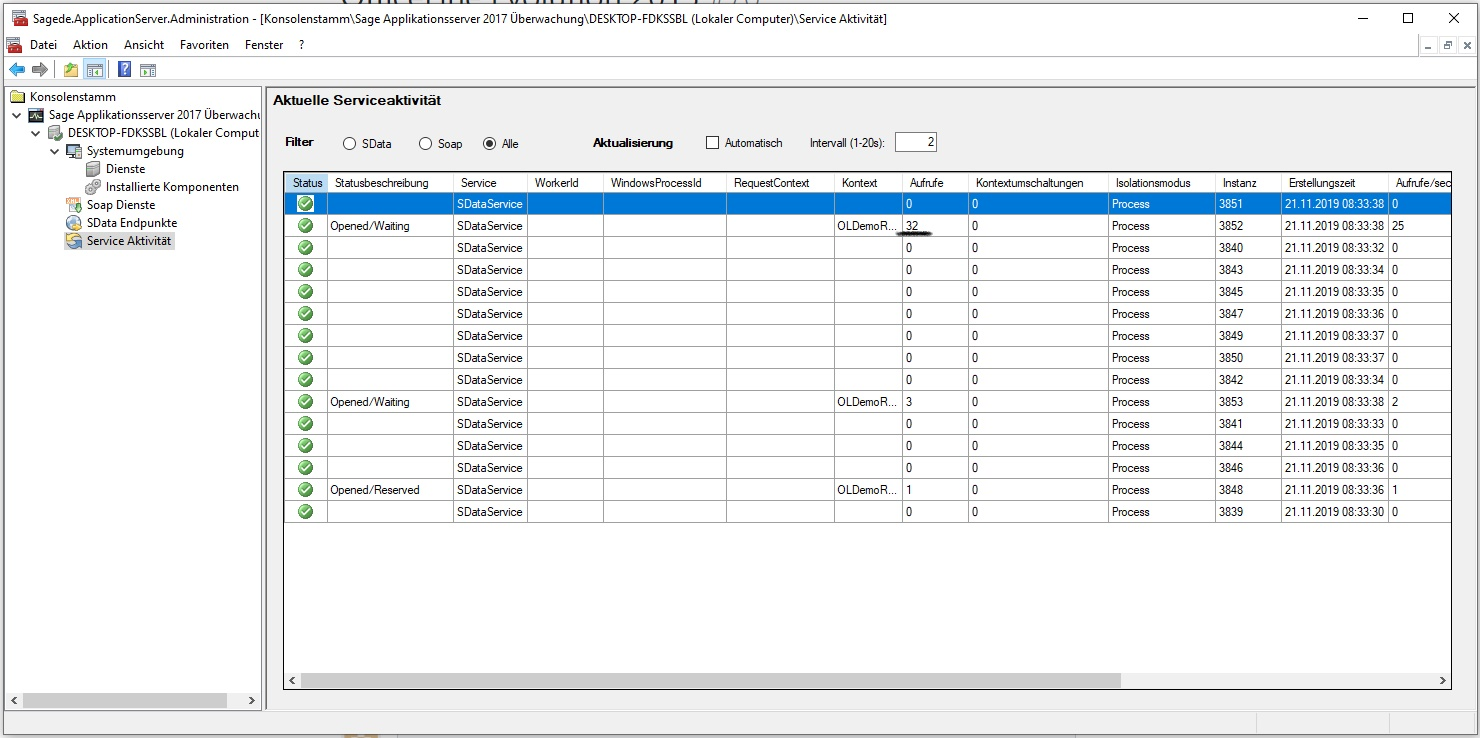 Sagede.ApplicationServer.Administration - [Konsolenstamm\Sage Applikationsserver 2017 Überwachung\DESKTOP-FDKSSBL (Lokaler Computer)\Service Aktivität]
Datei Aktion Ansicht Favoriten Fenster ?
Konsolenstamm
Sage Applikationsserver 2017 Überwachu
DESKTOP-FDKSSBL (Lokaler Comput
Systemumgebung
Dienste
Installierte Komponenten
Soap Dienste
SData Endpunkte
Service Aktivität
Aktuelle Serviceaktivität
Filter SData Soap Alle Aktualisierung Automatisch Intervall (1-20s): 2
Status Statusbeschreibung Service WorkerId WindowsProcessId RequestContext Kontext Aufrufe Kontextumschaltungen Isolationsmodus Instanz Erstellungszeit Aufrufe/sec
SDataService 0 0 Process 3851 21.11.2019 08:33:38 0
Opened/Waiting SDataService OLDemoR... 32 0 Process 3852 21.11.2019 08:33:38 25
SDataService 0 0 Process 3840 21.11.2019 08:33:32 0
SDataService 0 0 Process 3843 21.11.2019 08:33:34 0
SDataService 0 0 Process 3845 21.11.2019 08:33:35 0
SDataService 0 0 Process 3847 21.11.2019 08:33:36 0
SDataService 0 0 Process 3849 21.11.2019 08:33:37 0
SDataService 0 0 Process 3850 21.11.2019 08:33:37 0
SDataService 0 0 Process 3842 21.11.2019 08:33:34 0
Opened/Waiting SDataService OLDemoR... 3 0 Process 3853 21.11.2019 08:33:38 2
SDataService 0 0 Process 3841 21.11.2019 08:33:33 0
SDataService 0 0 Process 3844 21.11.2019 08:33:35 0
SDataService 0 0 Process 3846 21.11.2019 08:33:36 0
Opened/Reserved SDataService OLDemoR... 1 0 Process 3848 21.11.2019 08:33:36 1
SDataService 0 0 Process 3839 21.11.2019 08:33:30 0